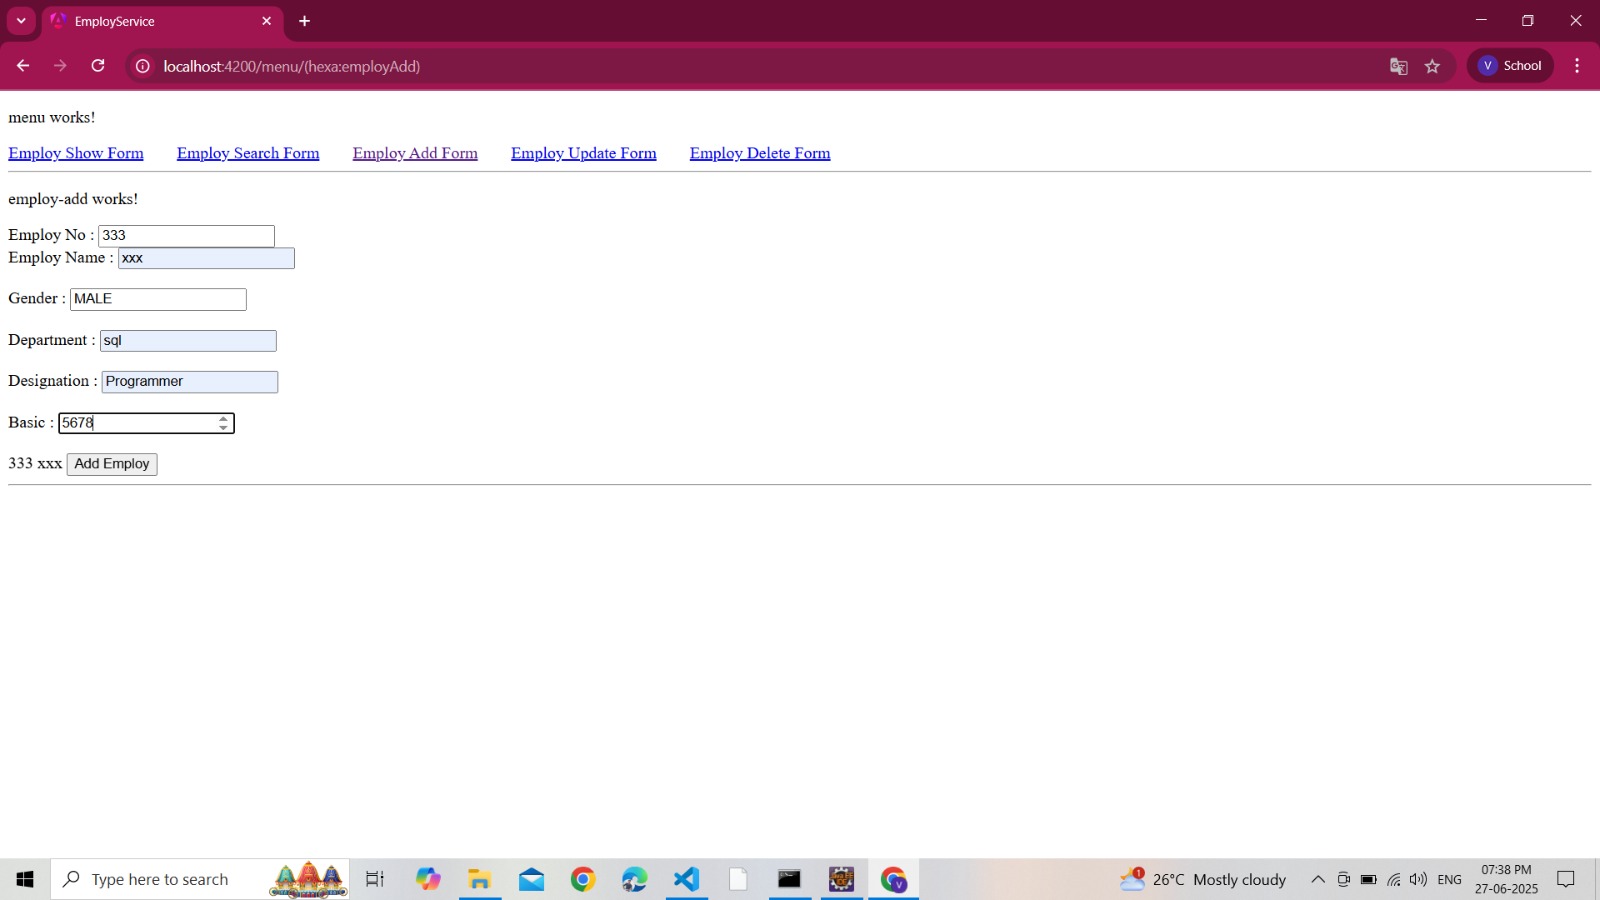 EmployService
localhost:4200/menu/(hexa:employAdd)
V School
menu works!
Employ Show Form Employ Search Form Employ Add Form Employ Update Form Employ Delete Form
employ-add works!
Employ No : 333
Employ Name : xxx
Gender : MALE
Department : sql
Designation : Programmer
Basic : 5678
333 xxx Add Employ
Type here to search
1 26°C Mostly cloudy ENG 07:38 PM
27-06-2025